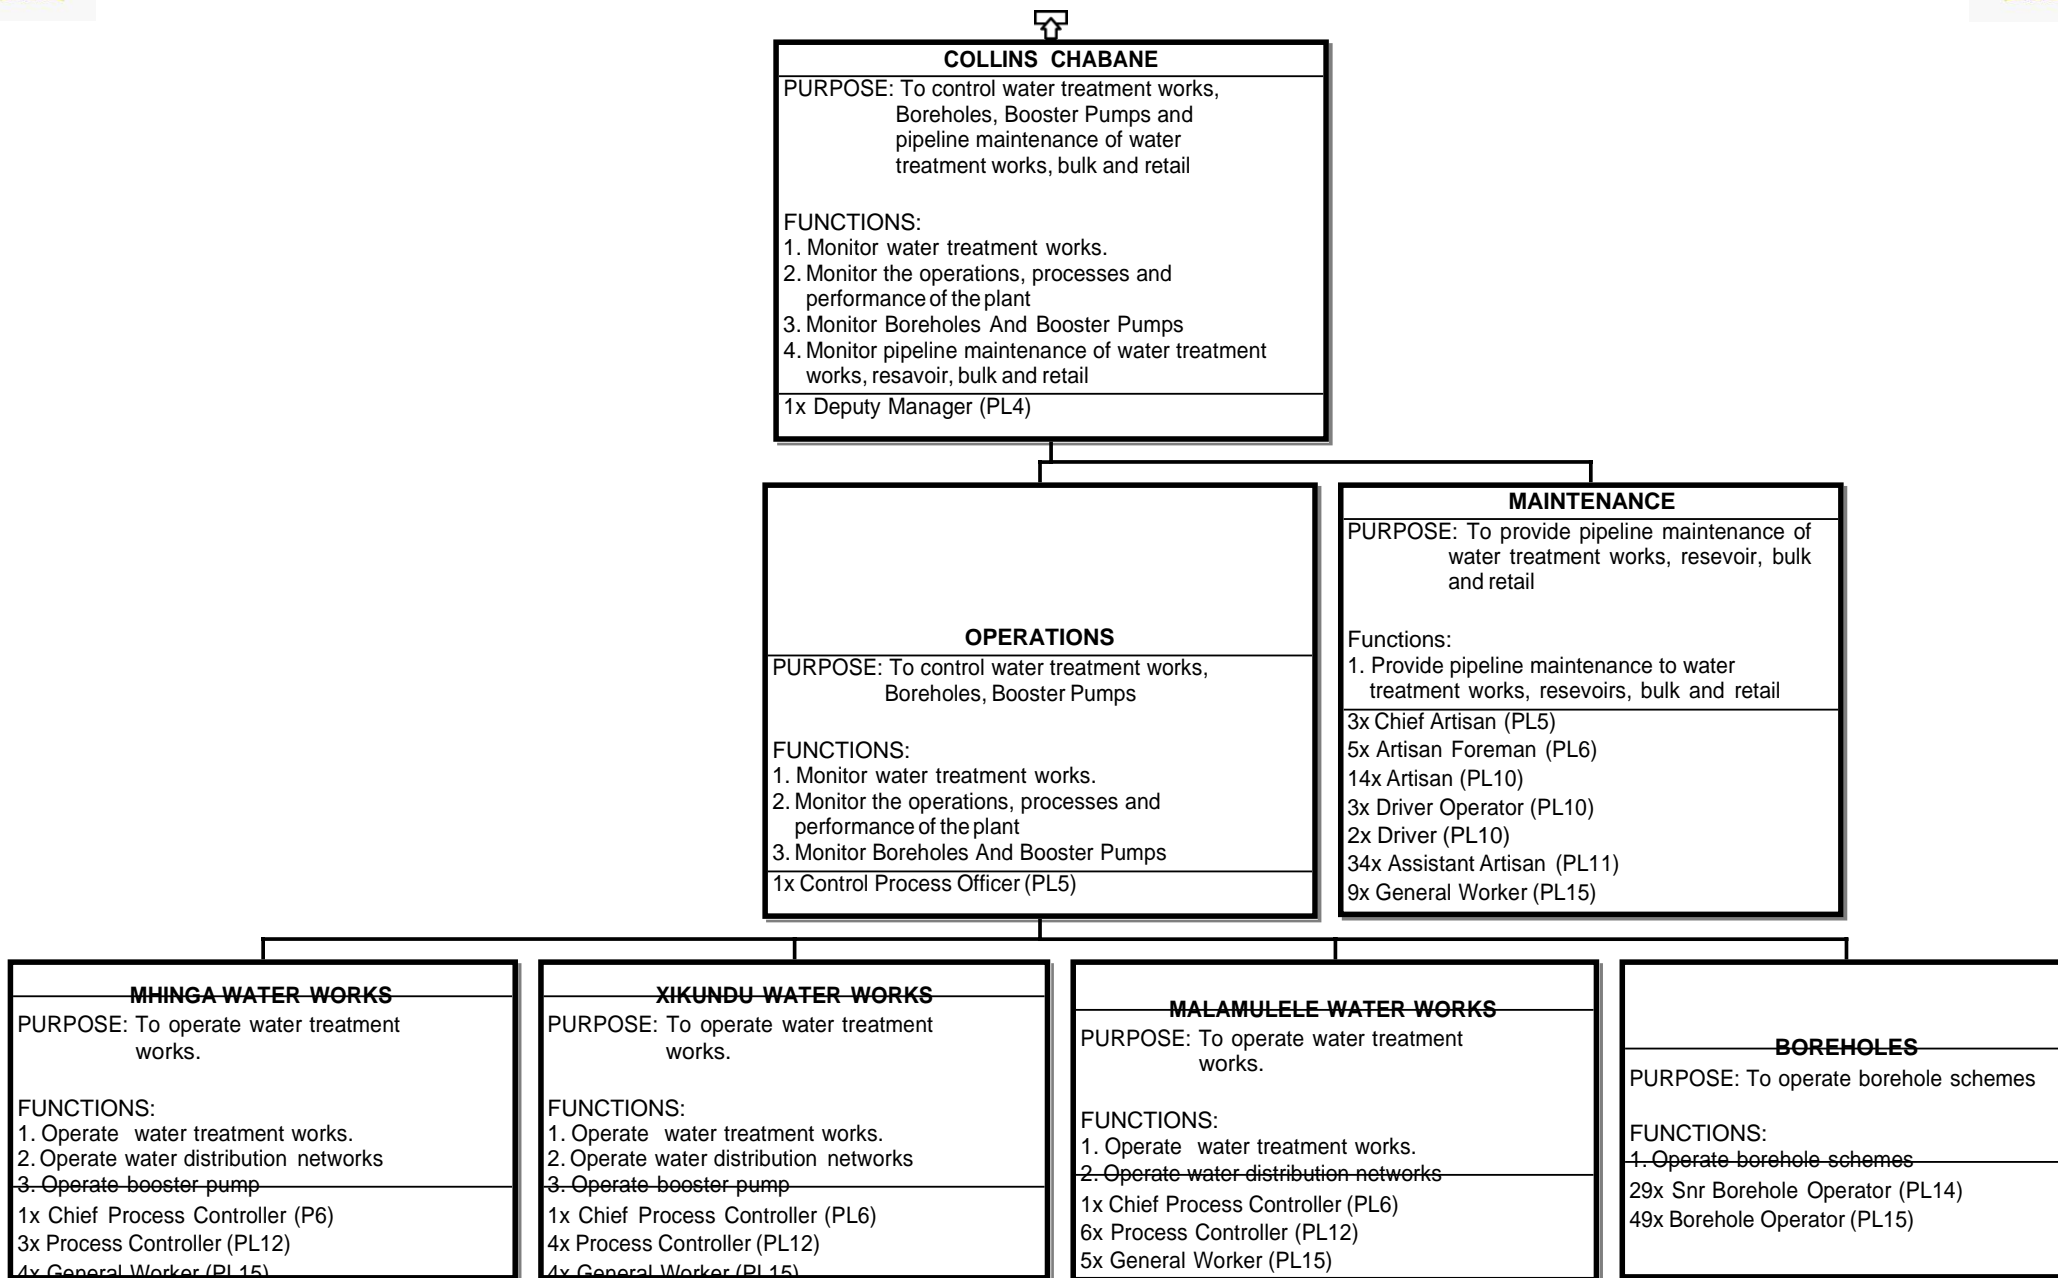 COLLINS CHABANE
PURPOSE: To control water treatment works,
Boreholes, Booster Pumps and
pipeline maintenance of water
treatment works, bulk and retail
FUNCTIONS:
1. Monitor water treatment works.
2. Monitor the operations, processes and
performance of the plant
3. Monitor Boreholes And Booster Pumps
4. Monitor pipeline maintenance of water treatment
works, resavoir, bulk and retail
1x Deputy Manager (PL4)
OPERATIONS
PURPOSE: To control water treatment works,
Boreholes, Booster Pumps
FUNCTIONS:
1. Monitor water treatment works.
2. Monitor the operations, processes and
performance of the plant
3. Monitor Boreholes And Booster Pumps
1x Control Process Officer (PL5)
MAINTENANCE
PURPOSE: To provide pipeline maintenance of
water treatment works, resevoir, bulk
and retail
Functions:
1. Provide pipeline maintenance to water
treatment works, resevoirs, bulk and retail
3x Chief Artisan (PL5)
5x Artisan Foreman (PL6)
14x Artisan (PL10)
3x Driver Operator (PL10)
2x Driver (PL10)
34x Assistant Artisan (PL11)
9x General Worker (PL15)
MHINGA WATER WORKS
PURPOSE: To operate water treatment
works.
FUNCTIONS:
1. Operate water treatment works.
2. Operate water distribution networks
3. Operate booster pump
1x Chief Process Controller (P6)
3x Process Controller (PL12)
4x General Worker (PL15)
XIKUNDU WATER WORKS
PURPOSE: To operate water treatment
works.
FUNCTIONS:
1. Operate water treatment works.
2. Operate water distribution networks
3. Operate booster pump
1x Chief Process Controller (PL6)
4x Process Controller (PL12)
4x General Worker (PL15)
MALAMULELE WATER WORKS
PURPOSE: To operate water treatment
works.
FUNCTIONS:
1. Operate water treatment works.
2. Operate water distribution networks
1x Chief Process Controller (PL6)
6x Process Controller (PL12)
5x General Worker (PL15)
BOREHOLES
PURPOSE: To operate borehole schemes
FUNCTIONS:
1. Operate borehole schemes
29x Snr Borehole Operator (PL14)
49x Borehole Operator (PL15)